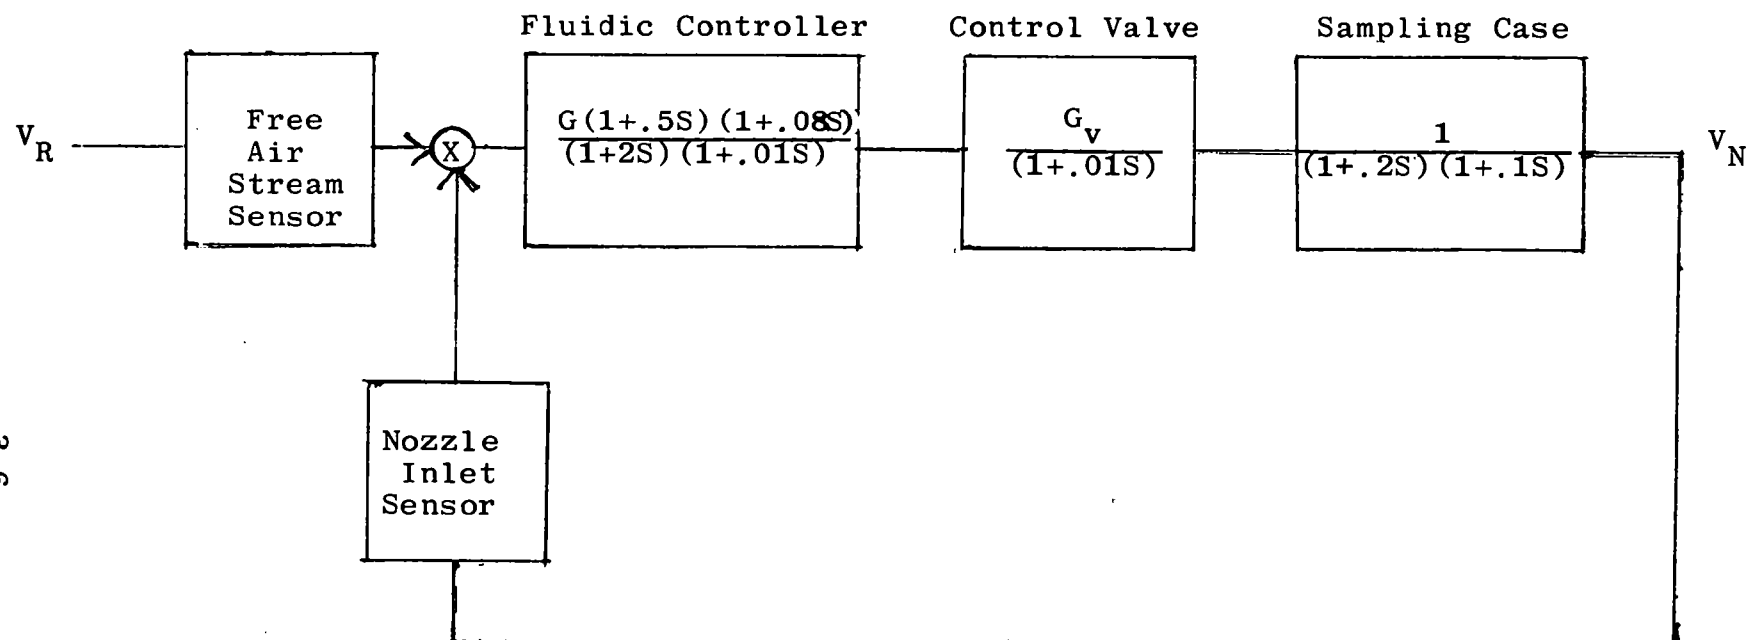 Fluidic Controller
Control Valve
Sampling Case
V_R
Free
Air
Stream
Sensor
X
G(1+.5S)(1+.08S)
(1+2S)(1+.01S)
G_v
(1+.01S)
1
(1+.2S)(1+.1S)
V_N
Nozzle
Inlet
Sensor